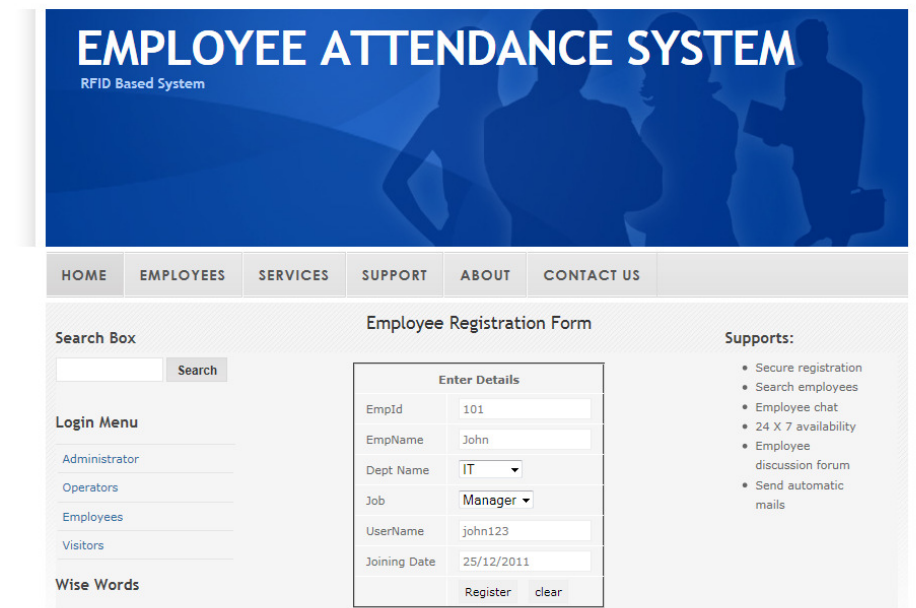 EMPLOYEE ATTENDANCE SYSTEM
RFID Based System
HOME EMPLOYEES SERVICES SUPPORT ABOUT CONTACT US
Search Box
Search
Login Menu
Administrator
Operators
Employees
Visitors
Wise Words
Employee Registration Form
Enter Details
EmpId 101
EmpName John
Dept Name IT
Job Manager
UserName john123
Joining Date 25/12/2011
Register clear
Supports:
Secure registration
Search employees
Employee chat
24 X 7 availability
Employee
discussion forum
Send automatic
mails